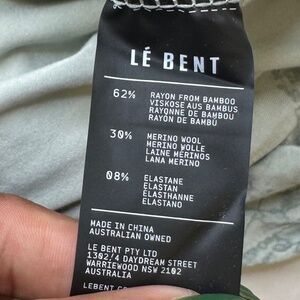 LÉ BENT
62% RAYON FROM BAMBOO
VISKOSE AUS BAMBUS
RAYONNE DE BAMBOU
RAYÓN DE BAMBÚ
30% MERINO WOOL
MERINO WOLLE
LAINE MÉRINOS
LANA MERINO
08% ELASTANE
ELASTAN
ÉLASTHANNE
ELASTANO
MADE IN CHINA
AUSTRALIAN OWNED
LE BENT PTY LTD
1302/4 DAYDREAM STREET
WARRIEWOOD NSW 2102
AUSTRALIA